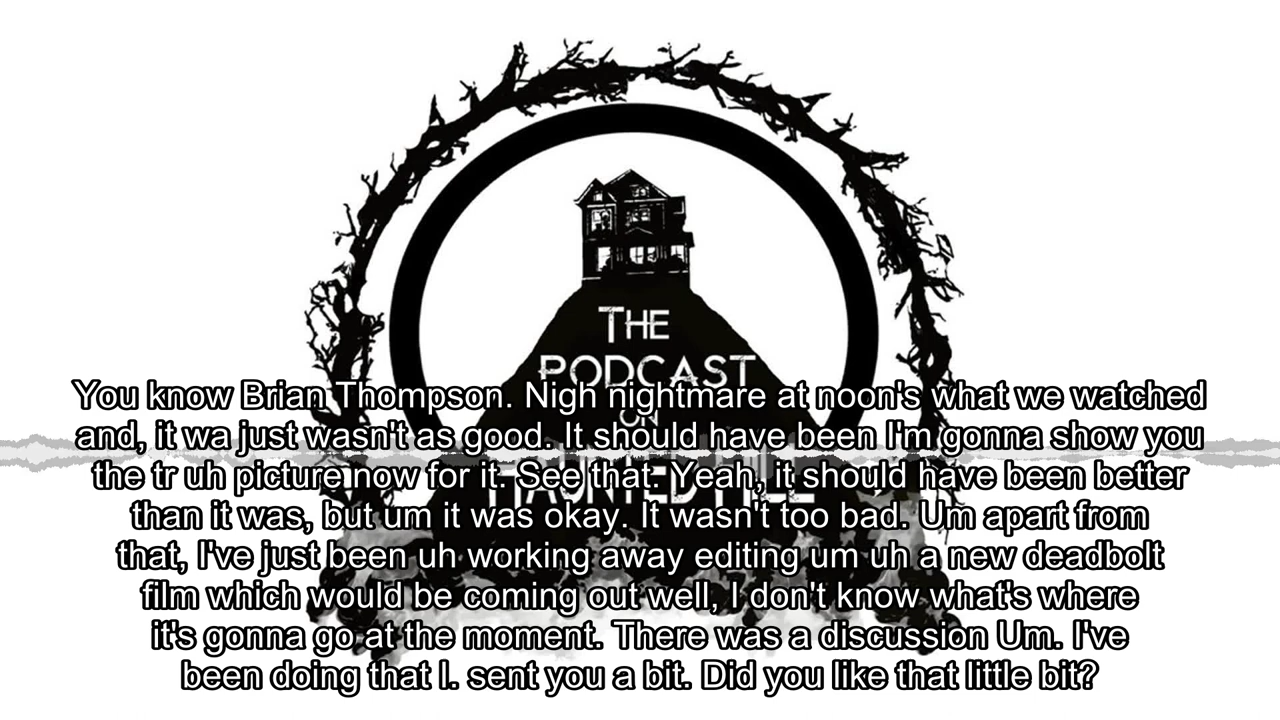 THE
PODCAST
ON
HAUNTED HILL
You know Brian Thompson. Nigh nightmare at noon's what we watched
and, it wa just wasn't as good. It should have been I'm gonna show you
the tr uh picture now for it. See that. Yeah, it should have been better
than it was, but um it was okay. It wasn't too bad. Um apart from
that, I've just been uh working away editing um uh a new deadbolt
film which would be coming out well, I don't know what's where
it's gonna go at the moment. There was a discussion Um. I've
been doing that I. sent you a bit. Did you like that little bit?